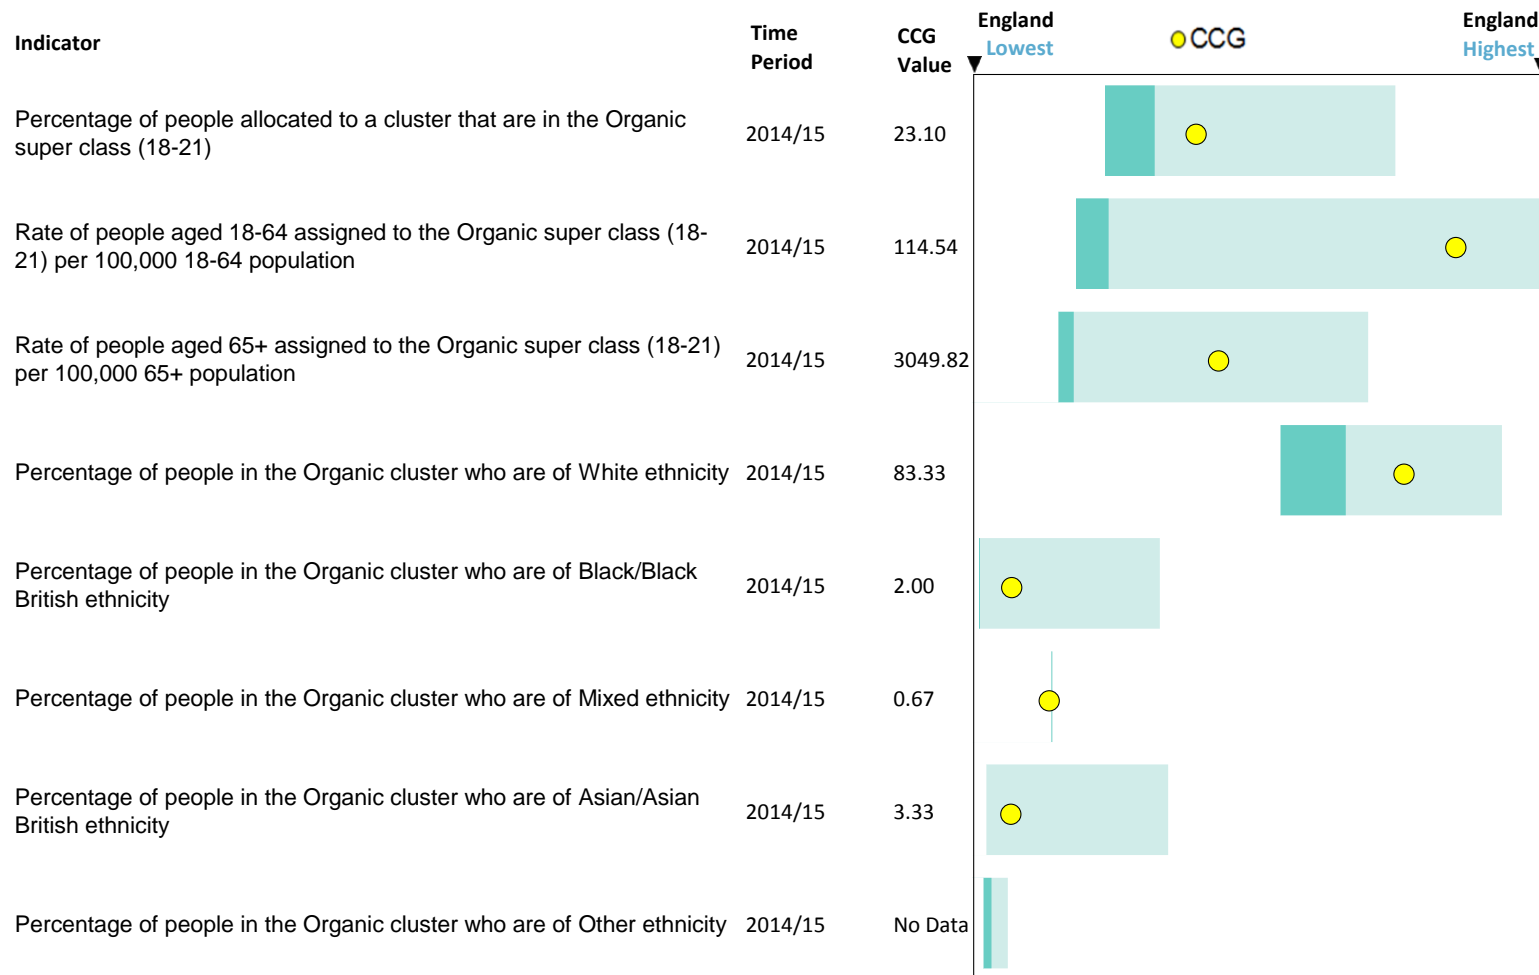 Indicator
Time
Period
CCG
Value
England
Lowest
CCG
England
Highest
Percentage of people allocated to a cluster that are in the Organic
super class (18-21)
2014/15
23.10
Rate of people aged 18-64 assigned to the Organic super class (18-
21) per 100,000 18-64 population
2014/15
114.54
Rate of people aged 65+ assigned to the Organic super class (18-21)
per 100,000 65+ population
2014/15
3049.82
Percentage of people in the Organic cluster who are of White ethnicity
2014/15
83.33
Percentage of people in the Organic cluster who are of Black/Black
British ethnicity
2014/15
2.00
Percentage of people in the Organic cluster who are of Mixed ethnicity
2014/15
0.67
Percentage of people in the Organic cluster who are of Asian/Asian
British ethnicity
2014/15
3.33
Percentage of people in the Organic cluster who are of Other ethnicity
2014/15
No Data